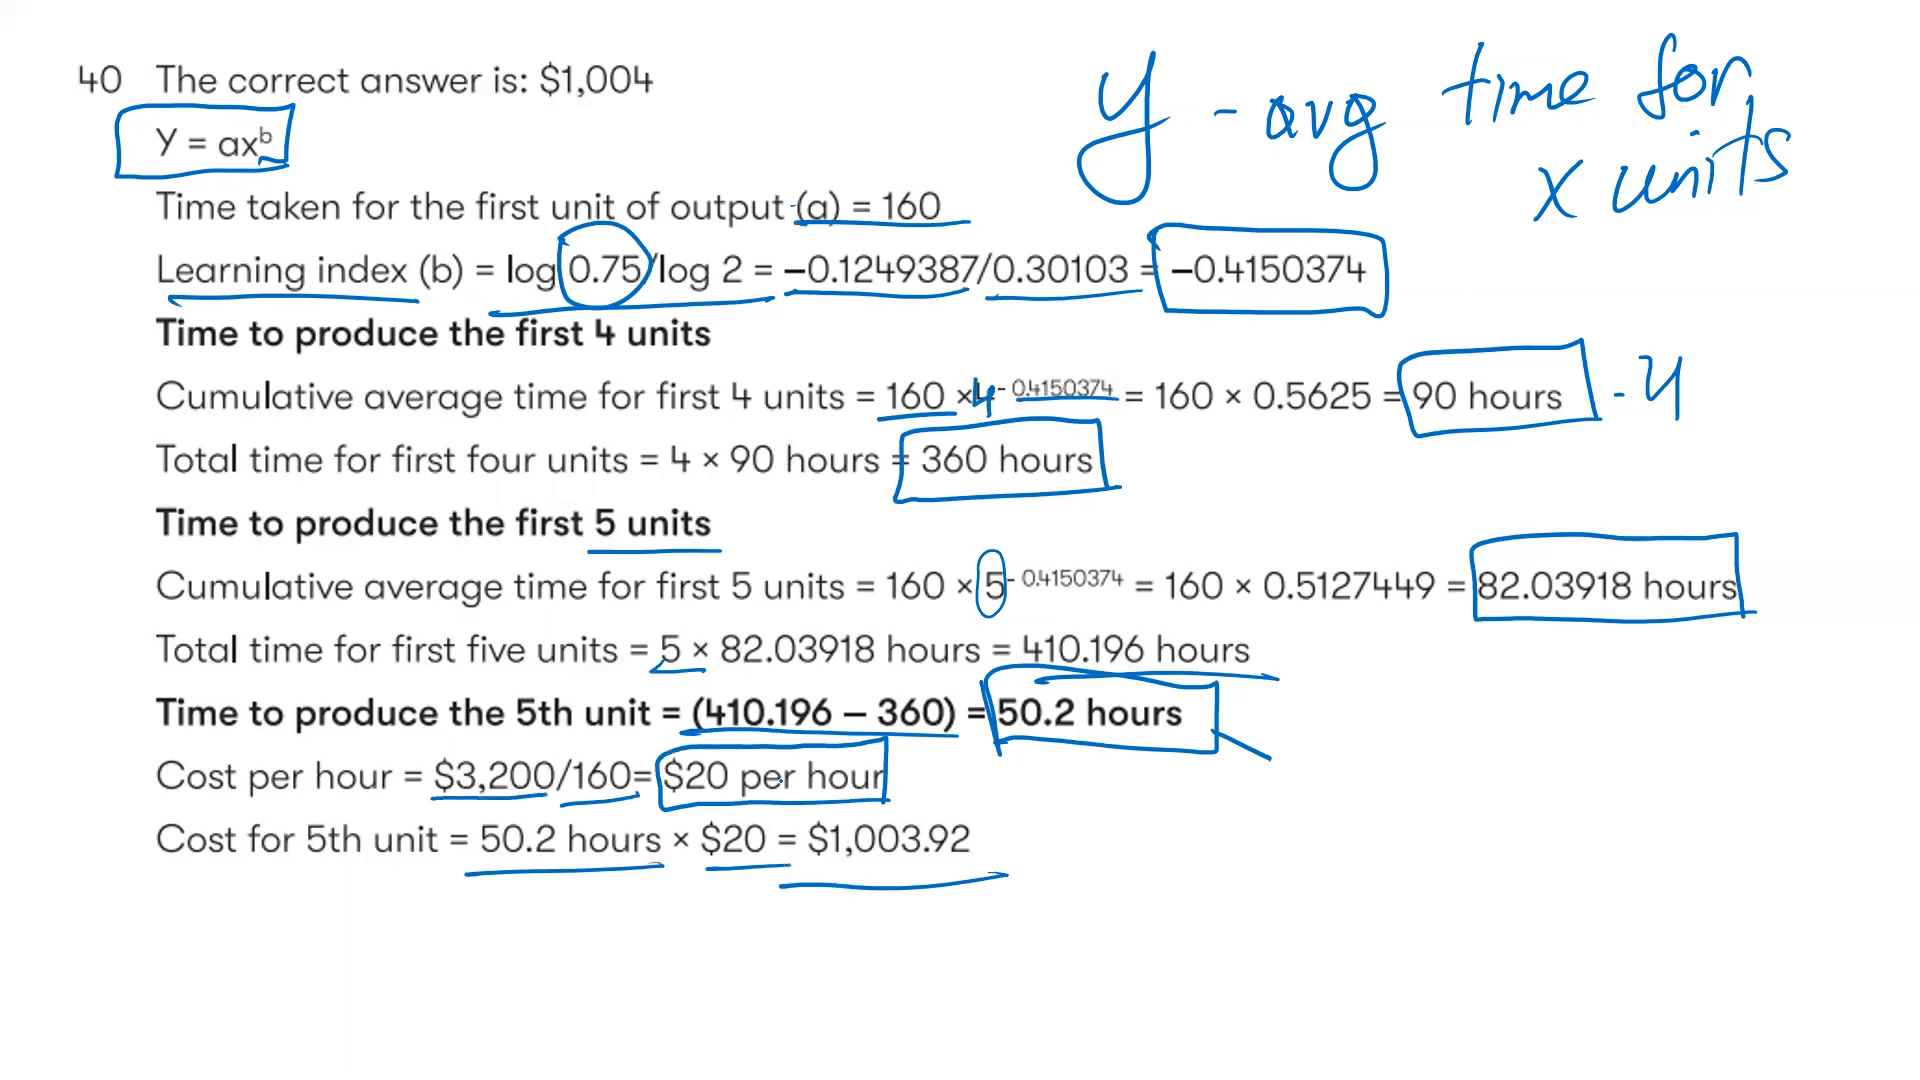 40 The correct answer is: $1,004
Y = ax^b
y - avg time for
x units
Time taken for the first unit of output (a) = 160
Learning index (b) = log 0.75/log 2 = –0.1249387/0.30103 = –0.4150374
Time to produce the first 4 units
Cumulative average time for first 4 units = 160 ×4^- 0.4150374 = 160 × 0.5625 = 90 hours - 4
Total time for first four units = 4 × 90 hours = 360 hours
Time to produce the first 5 units
Cumulative average time for first 5 units = 160 × 5^- 0.4150374 = 160 × 0.5127449 = 82.03918 hours
Total time for first five units = 5 × 82.03918 hours = 410.196 hours
Time to produce the 5th unit = (410.196 – 360) = 50.2 hours
Cost per hour = $3,200/160= $20 per hour
Cost for 5th unit = 50.2 hours × $20 = $1,003.92